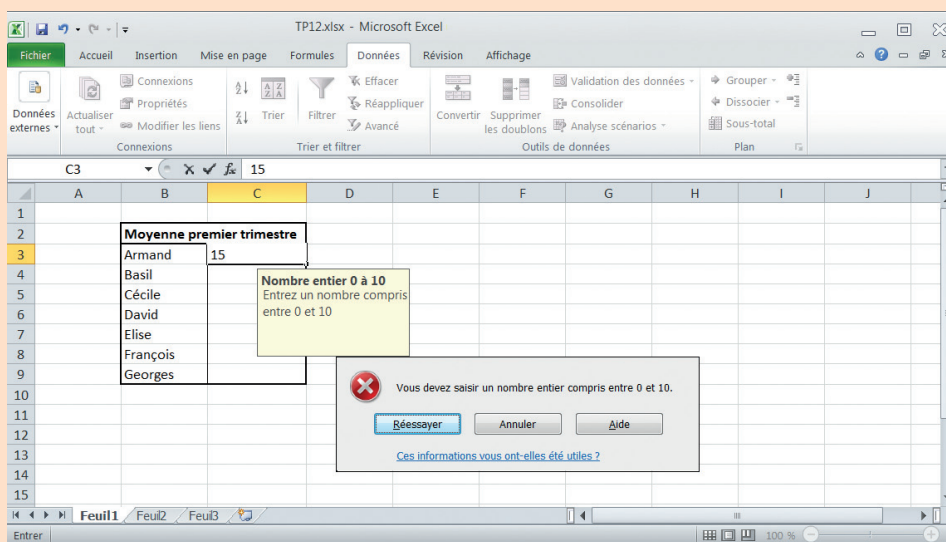 TP12.xlsx - Microsoft Excel
Fichier Accueil Insertion Mise en page Formules Données Révision Affichage
Données externes
Actualiser tout
Connexions
Propriétés
Modifier les liens
Connexions
Trier
Filtrer
Effacer
Réappliquer
Avancé
Trier et filtrer
Convertir
Supprimer les doublons
Validation des données
Consolider
Analyse scénarios
Outils de données
Grouper
Dissocier
Sous-total
Plan
C3 fx 15
A B C D E F G H I J
1
2 Moyenne premier trimestre
3 Armand 15
4 Basil
5 Cécile
6 David
7 Elise
8 François
9 Georges
10
11
12
13
14
15
Nombre entier 0 à 10
Entrez un nombre compris
entre 0 et 10
Vous devez saisir un nombre entier compris entre 0 et 10.
Réessayer Annuler Aide
Ces informations vous ont-elles été utiles ?
Feuil1 Feuil2 Feuil3
Entrer 100 %